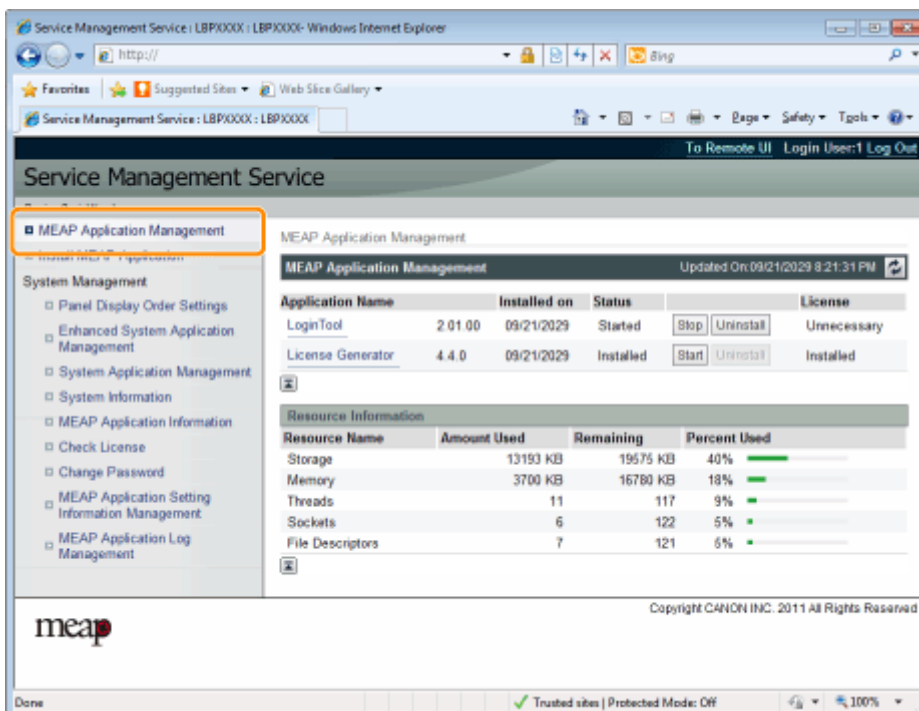 Service Management Service : LBPXXXX : LBPXXXX- Windows Internet Explorer
http://
Bing
Favorites Suggested Sites Web Slice Gallery
Service Management Service : LBPXXXX : LBPXXXX
Page Safety Tools
To Remote UI Login User:1 Log Out
Service Management Service
MEAP Application Management
System Management
Panel Display Order Settings
Enhanced System Application
Management
System Application Management
System Information
MEAP Application Information
Check License
Change Password
MEAP Application Setting
Information Management
MEAP Application Log
Management
MEAP Application Management
MEAP Application Management Updated On:09/21/2029 8:21:31 PM
Application Name Installed on Status License
LoginTool 2.01.00 09/21/2029 Started Stop Uninstall Unnecessary
License Generator 4.4.0 09/21/2029 Installed Start Uninstall Installed
Resource Information
Resource Name Amount Used Remaining Percent Used
Storage 13193 KB 19575 KB 40%
Memory 3700 KB 16780 KB 18%
Threads 11 117 9%
Sockets 6 122 5%
File Descriptors 7 121 6%
Copyright CANON INC. 2011 All Rights Reserved
meap
Done Trusted sites | Protected Mode: Off 100%